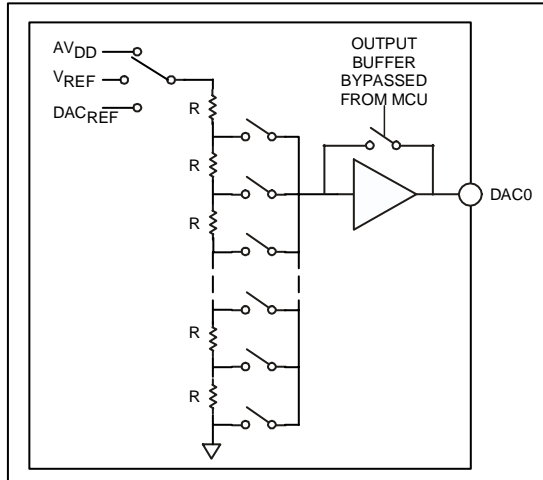 AVDD
VREF
DACREF
OUTPUT
BUFFER
BYPASSED
FROM MCU
R
R
R
DAC0
R
R